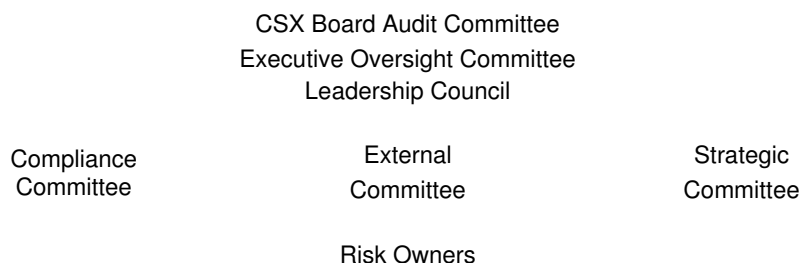 CSX Board Audit Committee
Executive Oversight Committee
Leadership Council
Compliance
Committee
External
Committee
Strategic
Committee
Risk Owners